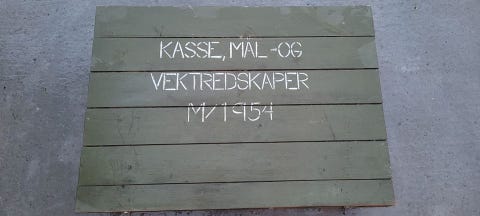 KASSE, MÅL-OG
VEKTREDSKAPER
M/1954